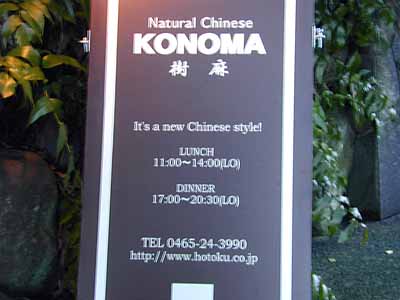 Natural Chinese
KONOMA
樹 麻
It's a new Chinese style!
LUNCH
11:00〜14:00(LO)
DINNER
17:00〜20:30(LO)
TEL 0465-24-3990
http://www.hotoku.co.jp